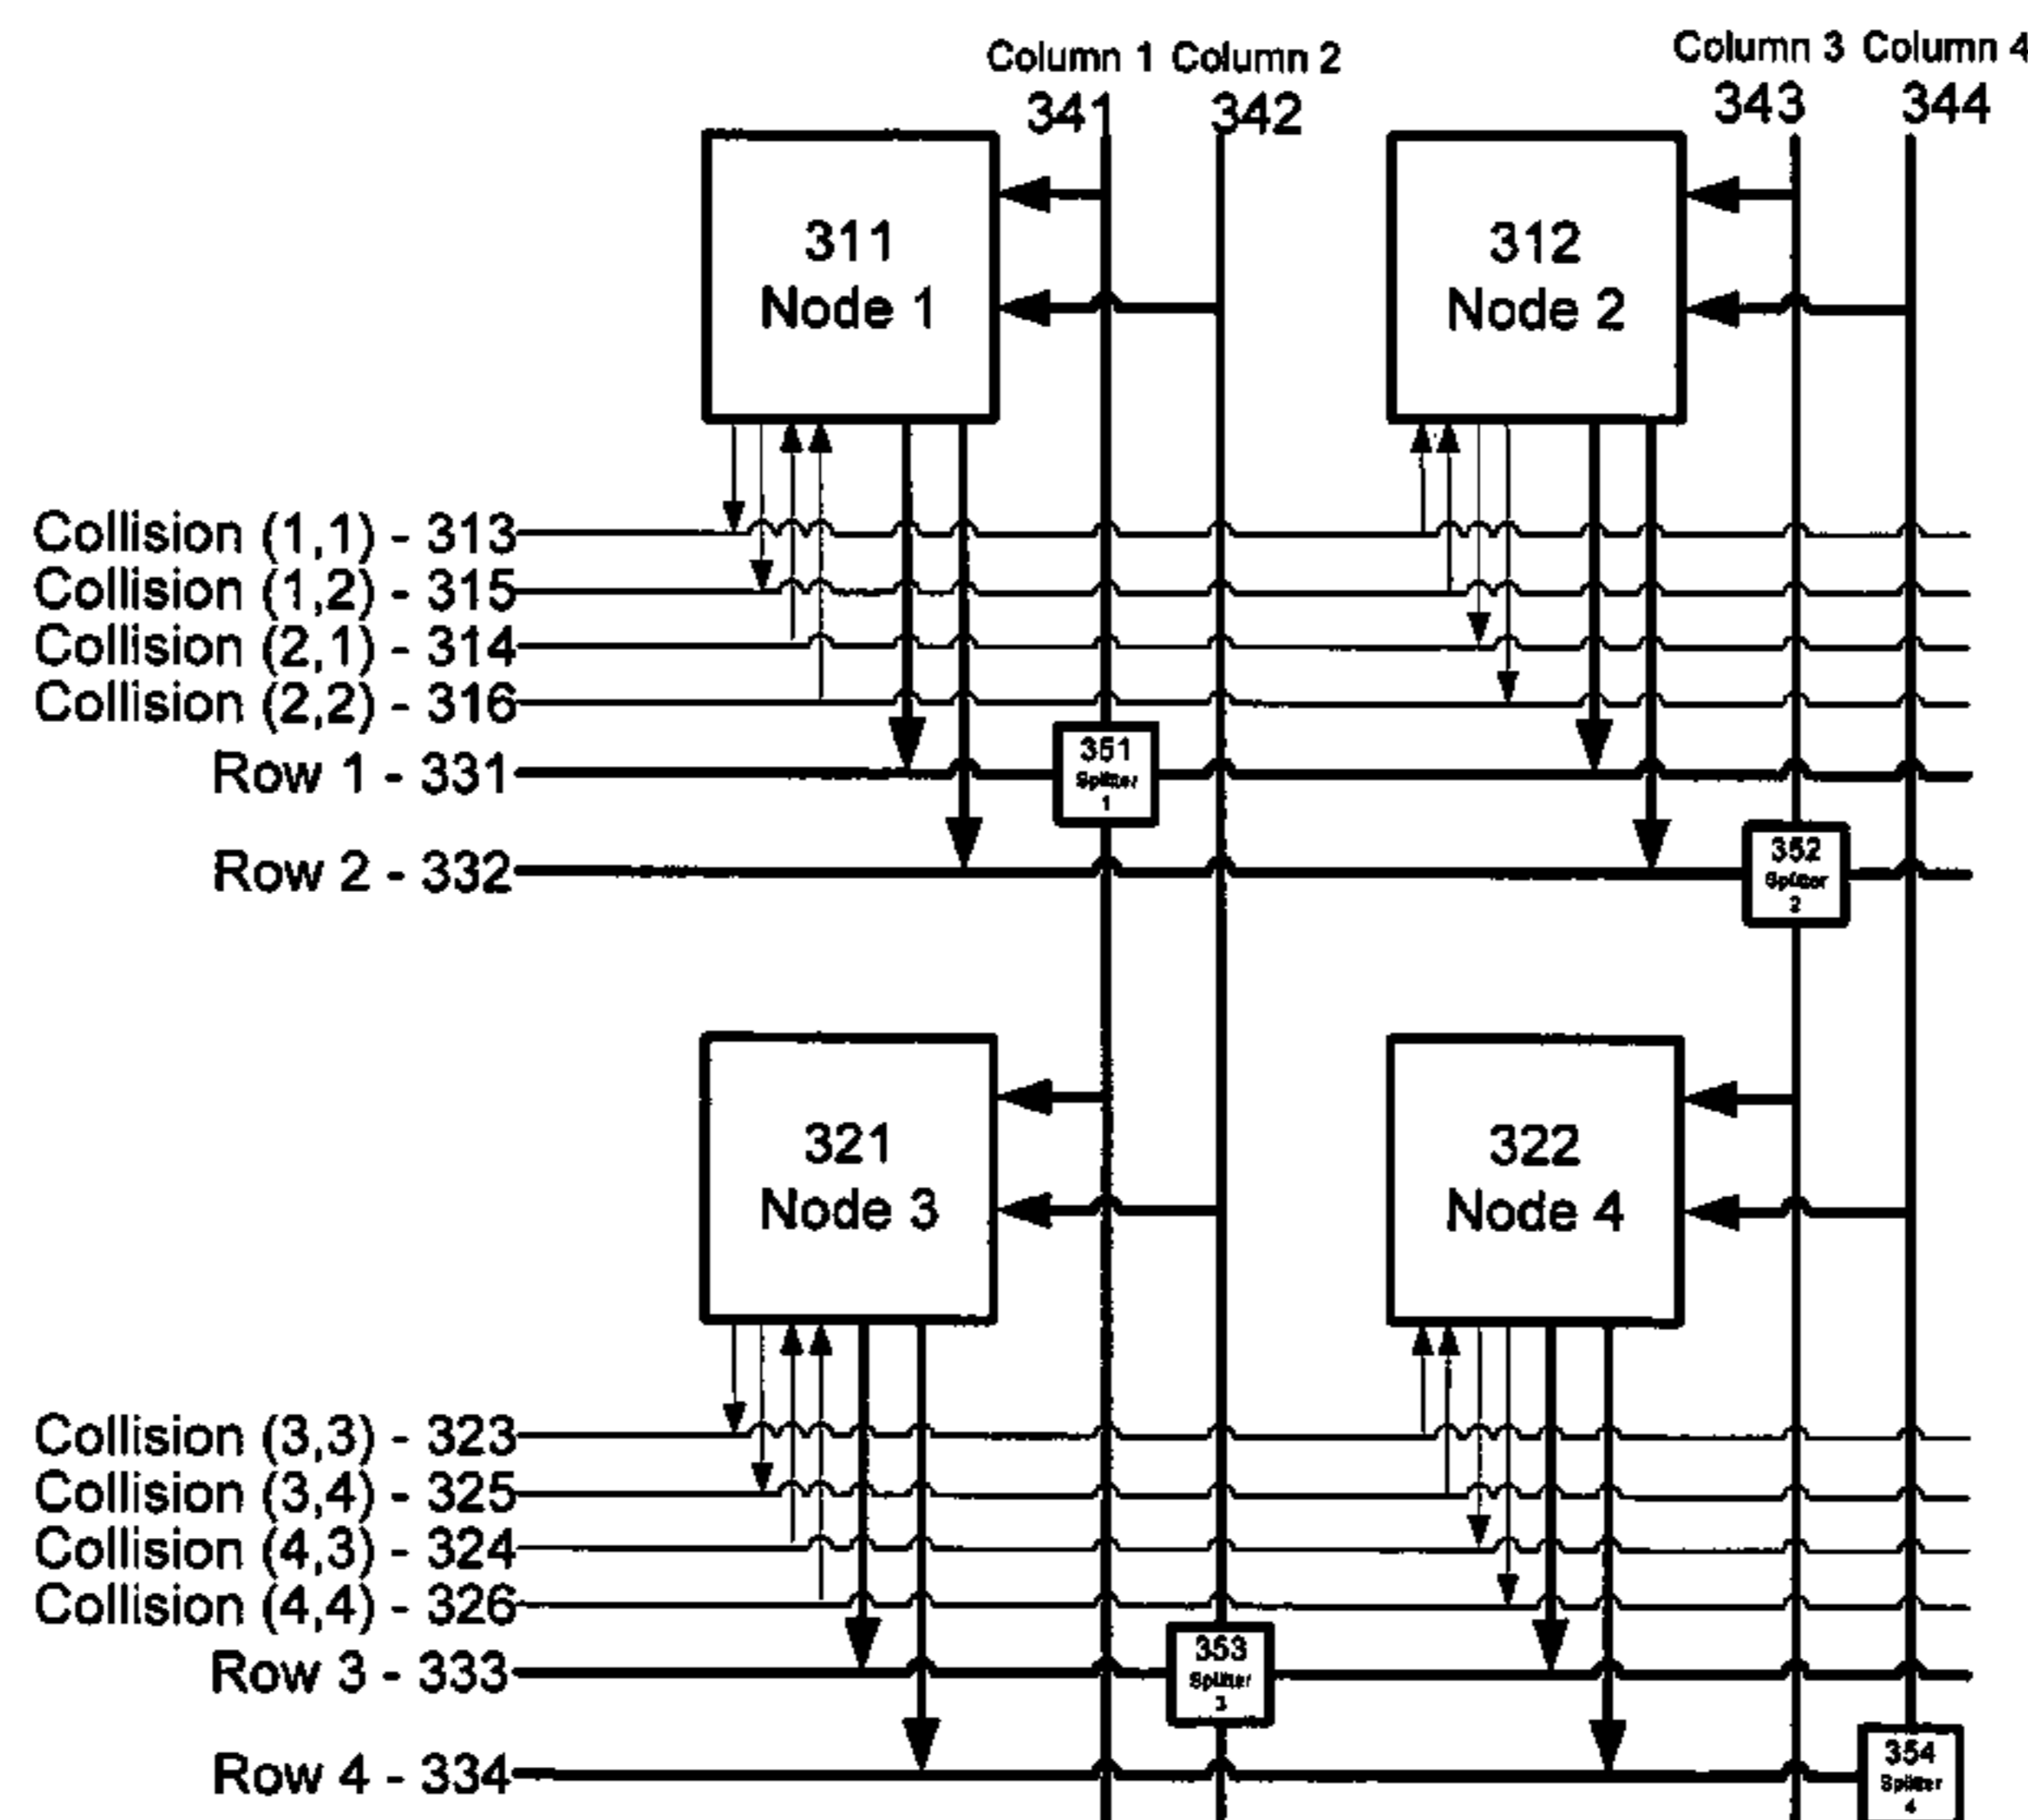 Column 1 Column 2
Column 3 Column 4
341
342
343
344
311
Node 1
312
Node 2
Collision (1,1) - 313
Collision (1,2) - 315
Collision (2,1) - 314
Collision (2,2) - 316
Row 1 - 331
351
Splitter
1
Row 2 - 332
352
Splitter
2
321
Node 3
322
Node 4
Collision (3,3) - 323
Collision (3,4) - 325
Collision (4,3) - 324
Collision (4,4) - 326
Row 3 - 333
353
Splitter
3
Row 4 - 334
354
Splitter
4